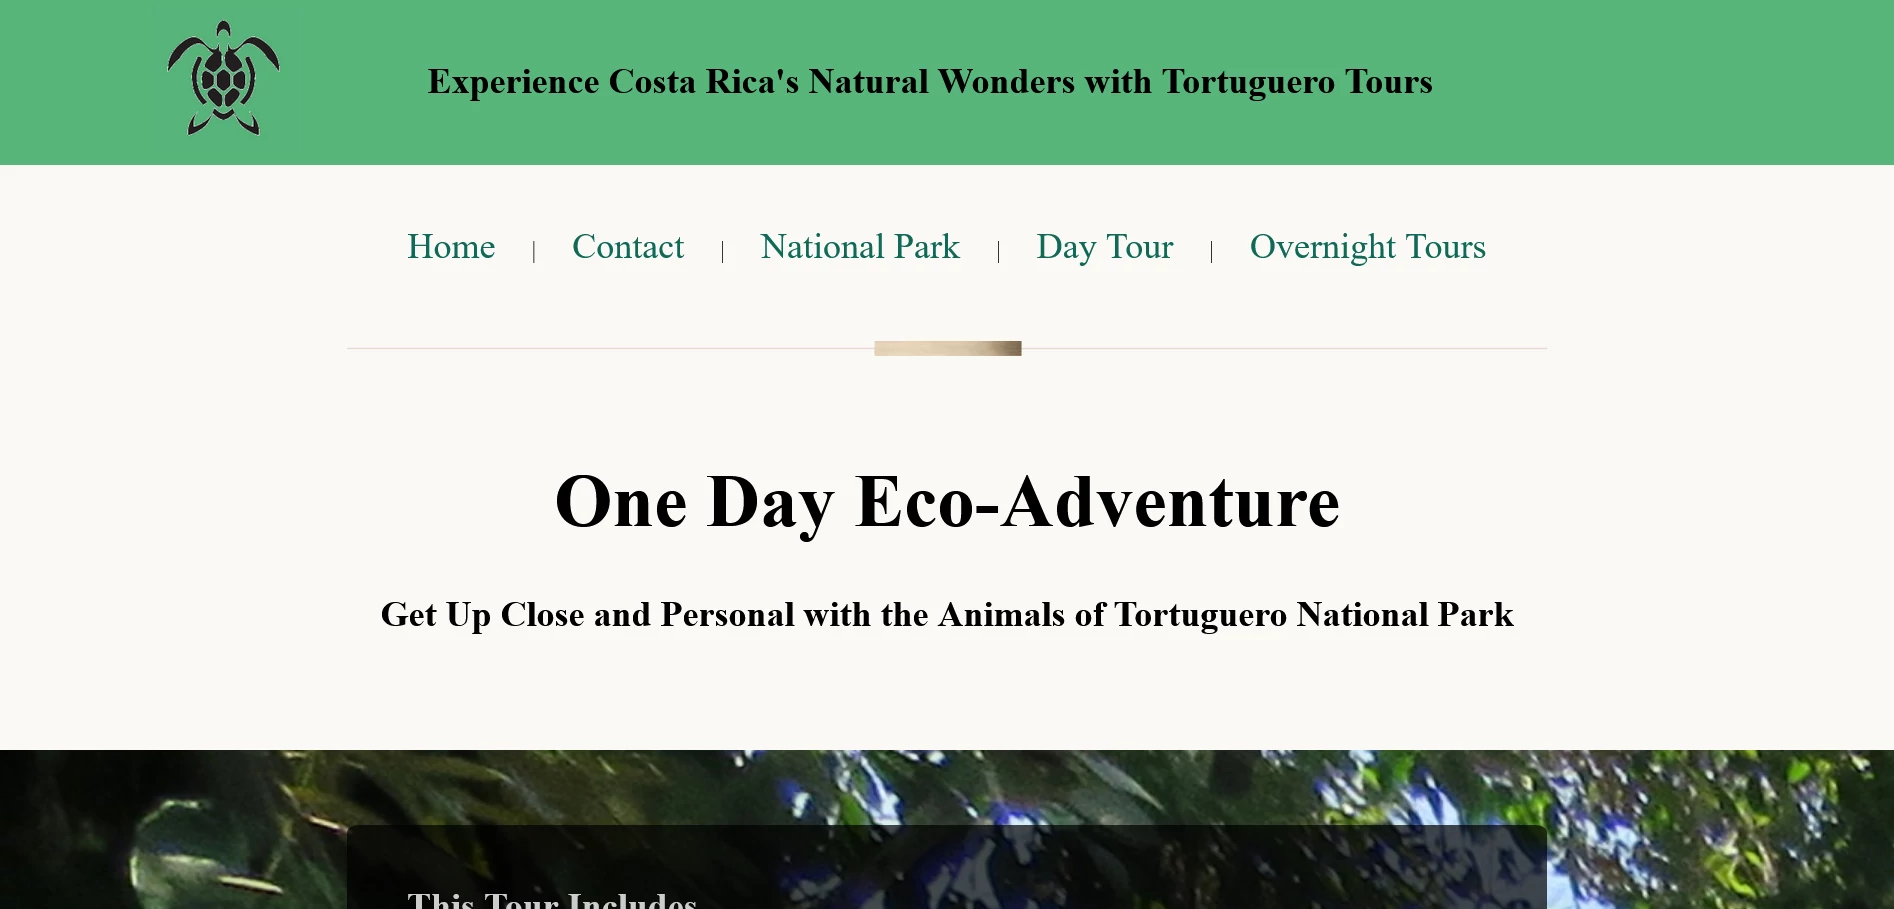 Experience Costa Rica's Natural Wonders with Tortuguero Tours
Home | Contact | National Park | Day Tour | Overnight Tours
One Day Eco-Adventure
Get Up Close and Personal with the Animals of Tortuguero National Park
This Tour Includes